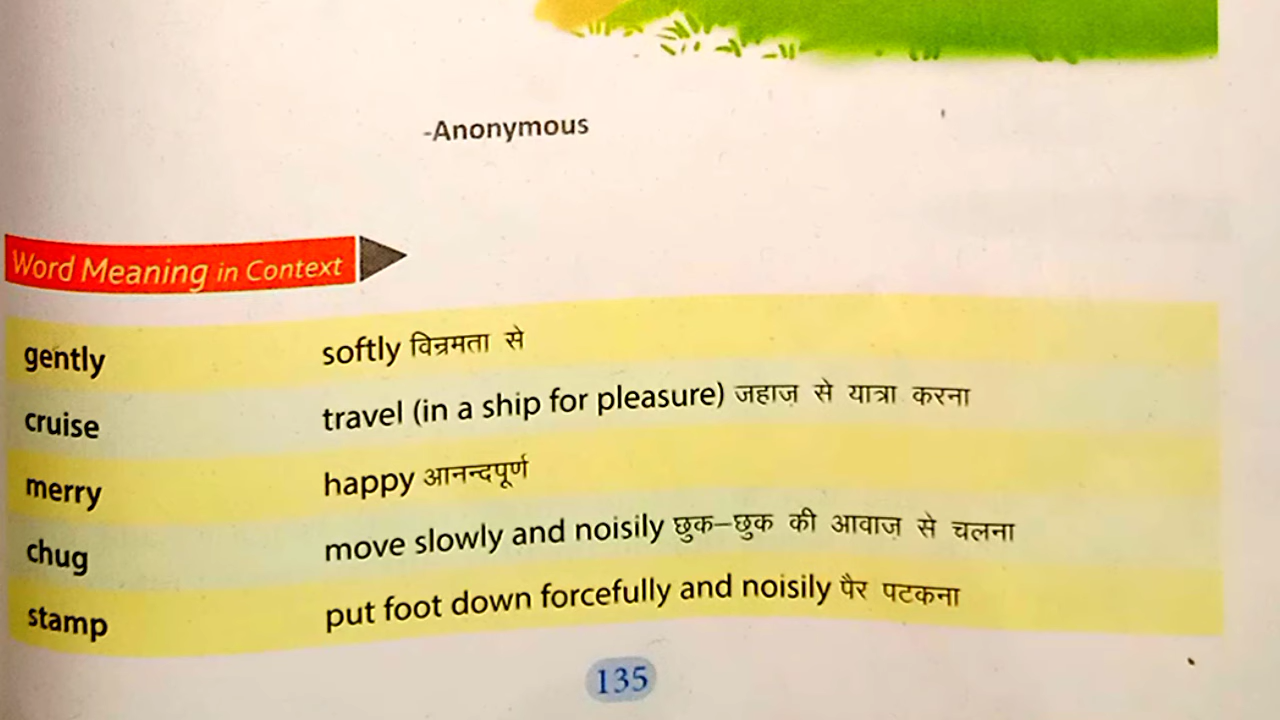 -Anonymous
Word Meaning in Context
gently softly विन्रमता से
cruise travel (in a ship for pleasure) जहाज़ से यात्रा करना
merry happy आनन्दपूर्ण
chug move slowly and noisily छुक–छुक की आवाज़ से चलना
stamp put foot down forcefully and noisily पैर पटकना
135